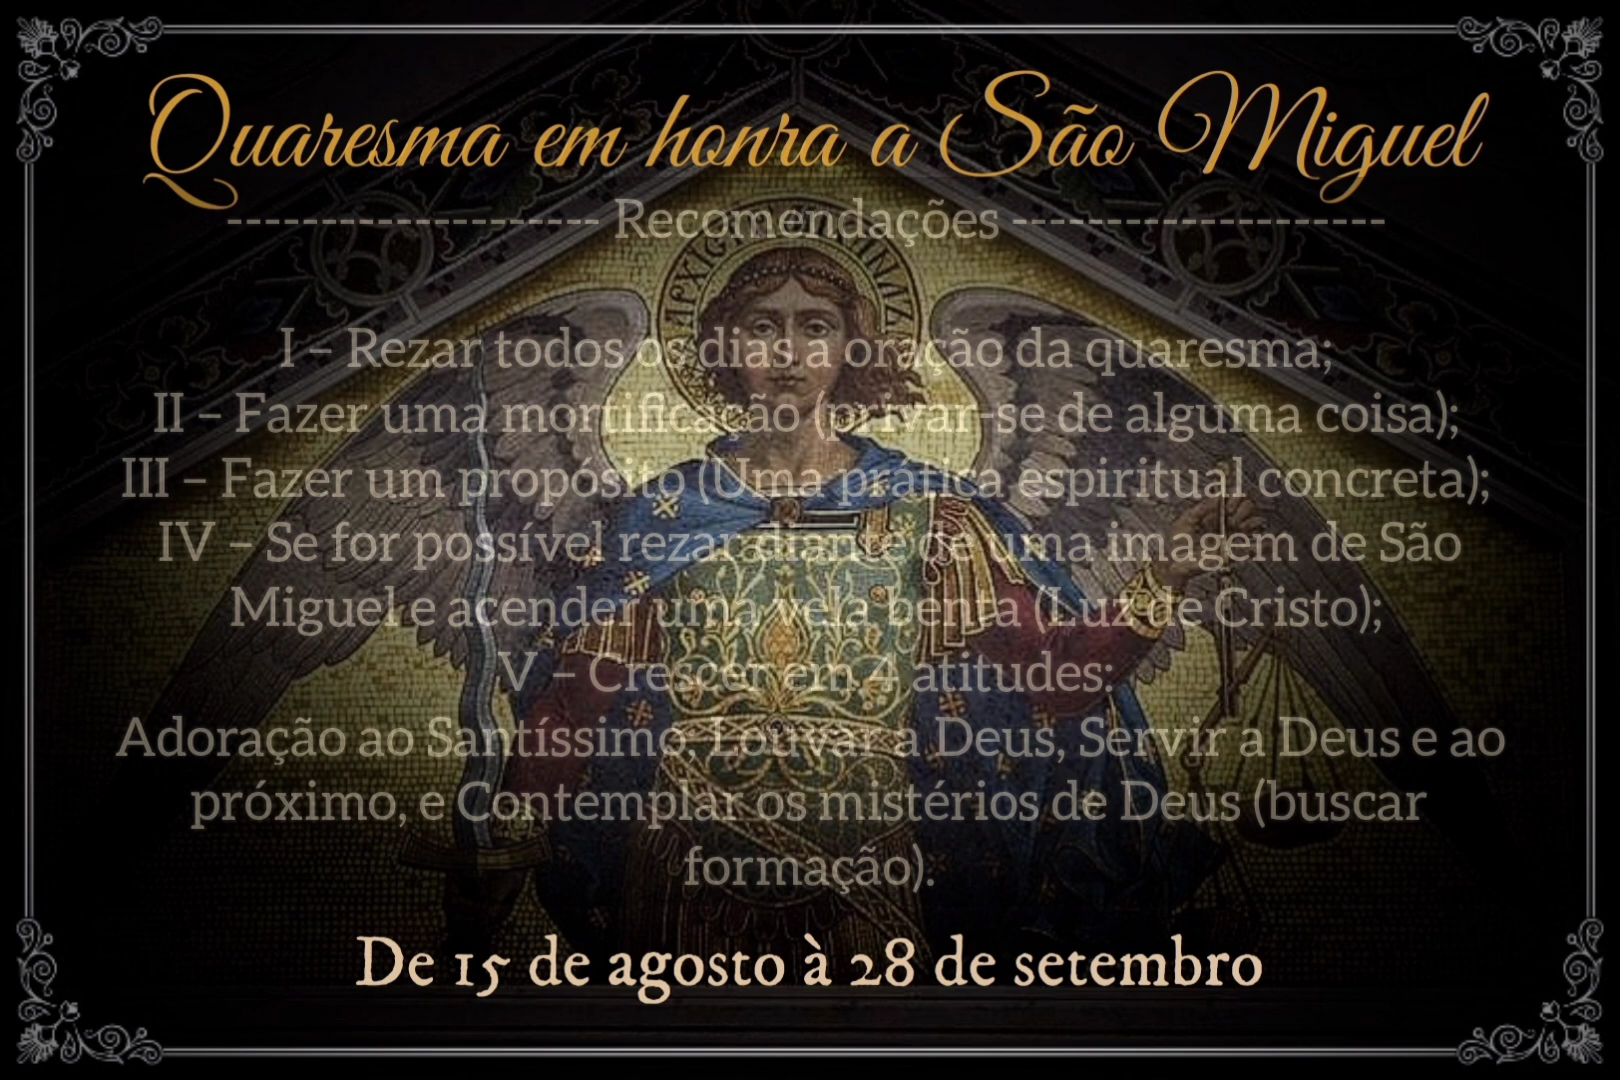 Quaresma em honra a São Miguel
-------------------- Recomendações --------------------
I – Rezar todos os dias a oração da quaresma;
II – Fazer uma mortificação (privar-se de alguma coisa);
III – Fazer um propósito (Uma prática espiritual concreta);
IV – Se for possível rezar diante de uma imagem de São
Miguel e acender uma vela benta (Luz de Cristo);
V – Crescer em 4 atitudes:
Adoração ao Santíssimo, Louvar a Deus, Servir a Deus e ao
próximo, e Contemplar os mistérios de Deus (buscar
formação).
De 15 de agosto à 28 de setembro